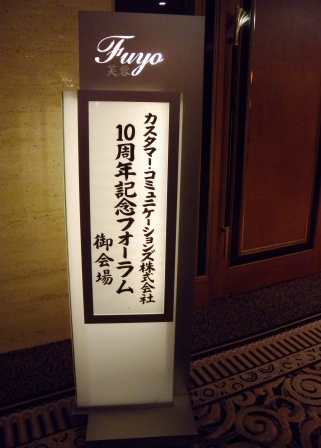 Fuyo
芙蓉
カスタマー・コミュニケーションズ株式会社
10周年記念フォーラム
御会場